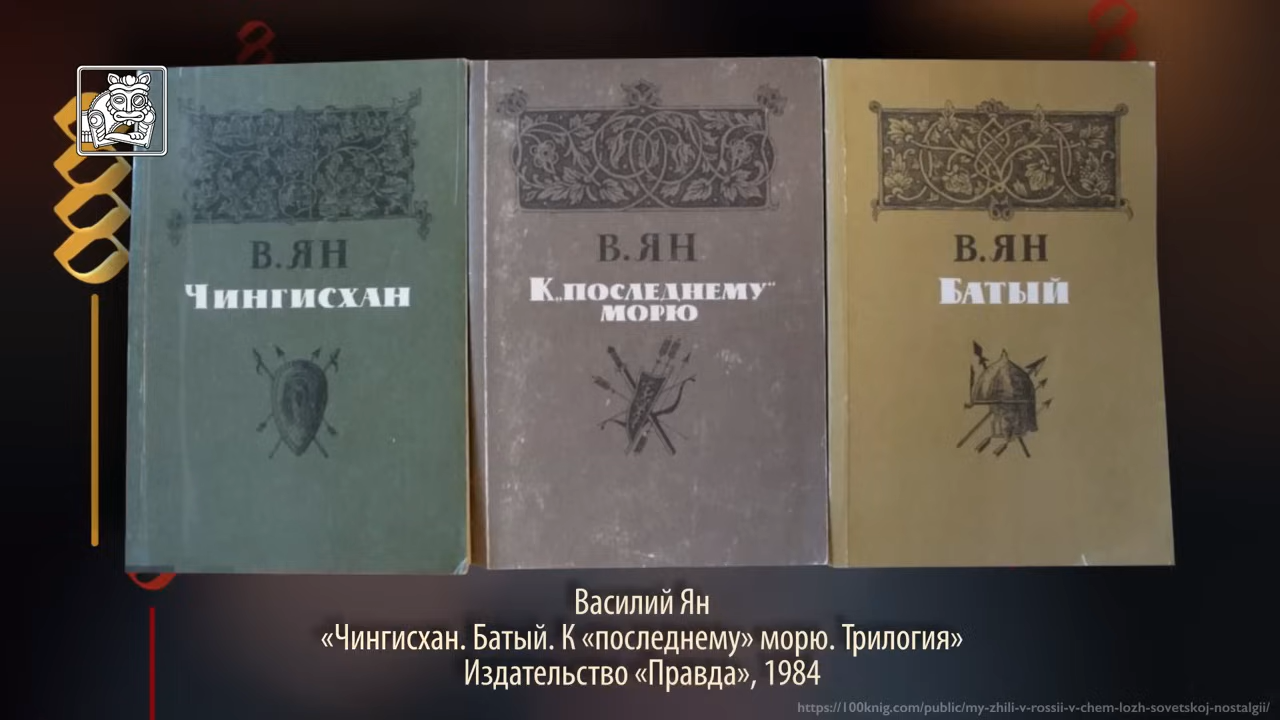 В. ЯН
ЧИНГИСХАН
В. ЯН
К „ПОСЛЕДНЕМУ“
МОРЮ
В. ЯН
БАТЫЙ
Василий Ян
«Чингисхан. Батый. К «последнему» морю. Трилогия»
Издательство «Правда», 1984
https://100knig.com/public/my-zhili-v-rossii-v-chem-lozh-sovetskoj-nostalgii/